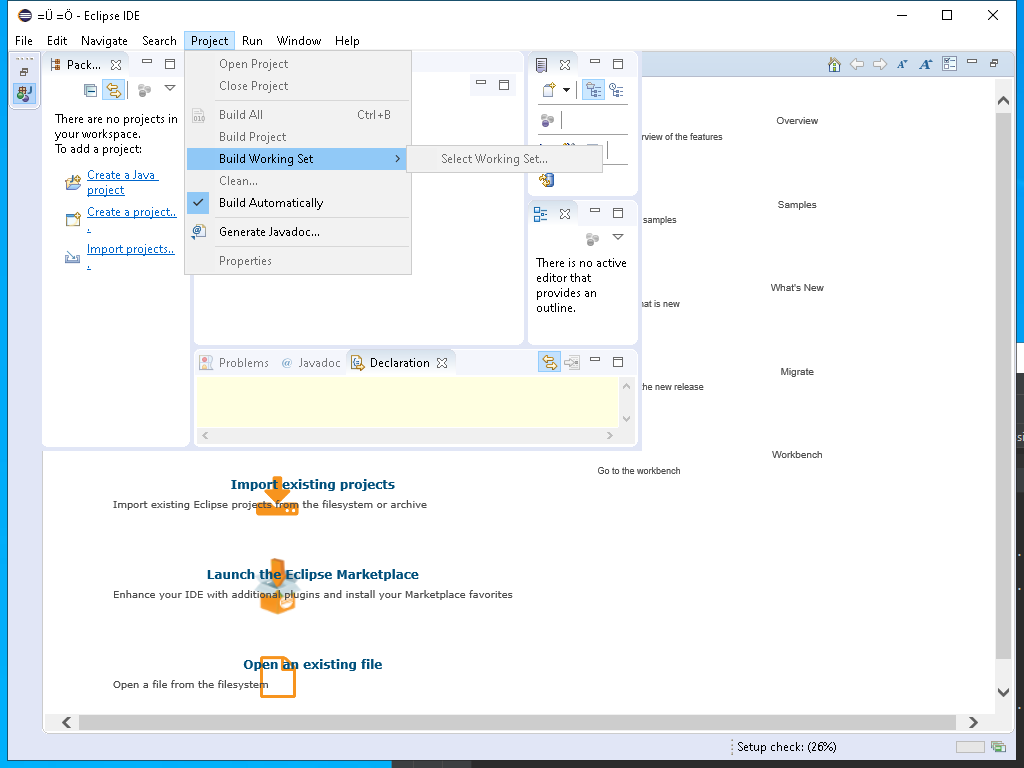 =Ü =Ö - Eclipse IDE
File Edit Navigate Search Project Run Window Help
Pack...
Open Project
Close Project
Build All Ctrl+B
Build Project
Build Working Set
Select Working Set...
Clean...
Build Automatically
Generate Javadoc...
Properties
There are no projects in
your workspace.
To add a project:
Create a Java
project
Create a project..
.
Import projects..
.
There is no active
editor that
provides an
outline.
Overview
rview of the features
Samples
samples
What's New
at is new
Migrate
the new release
Workbench
Go to the workbench
Problems @ Javadoc Declaration
Import existing projects
Import existing Eclipse projects from the filesystem or archive
Launch the Eclipse Marketplace
Enhance your IDE with additional plugins and install your Marketplace favorites
Open an existing file
Open a file from the filesystem
Setup check: (26%)